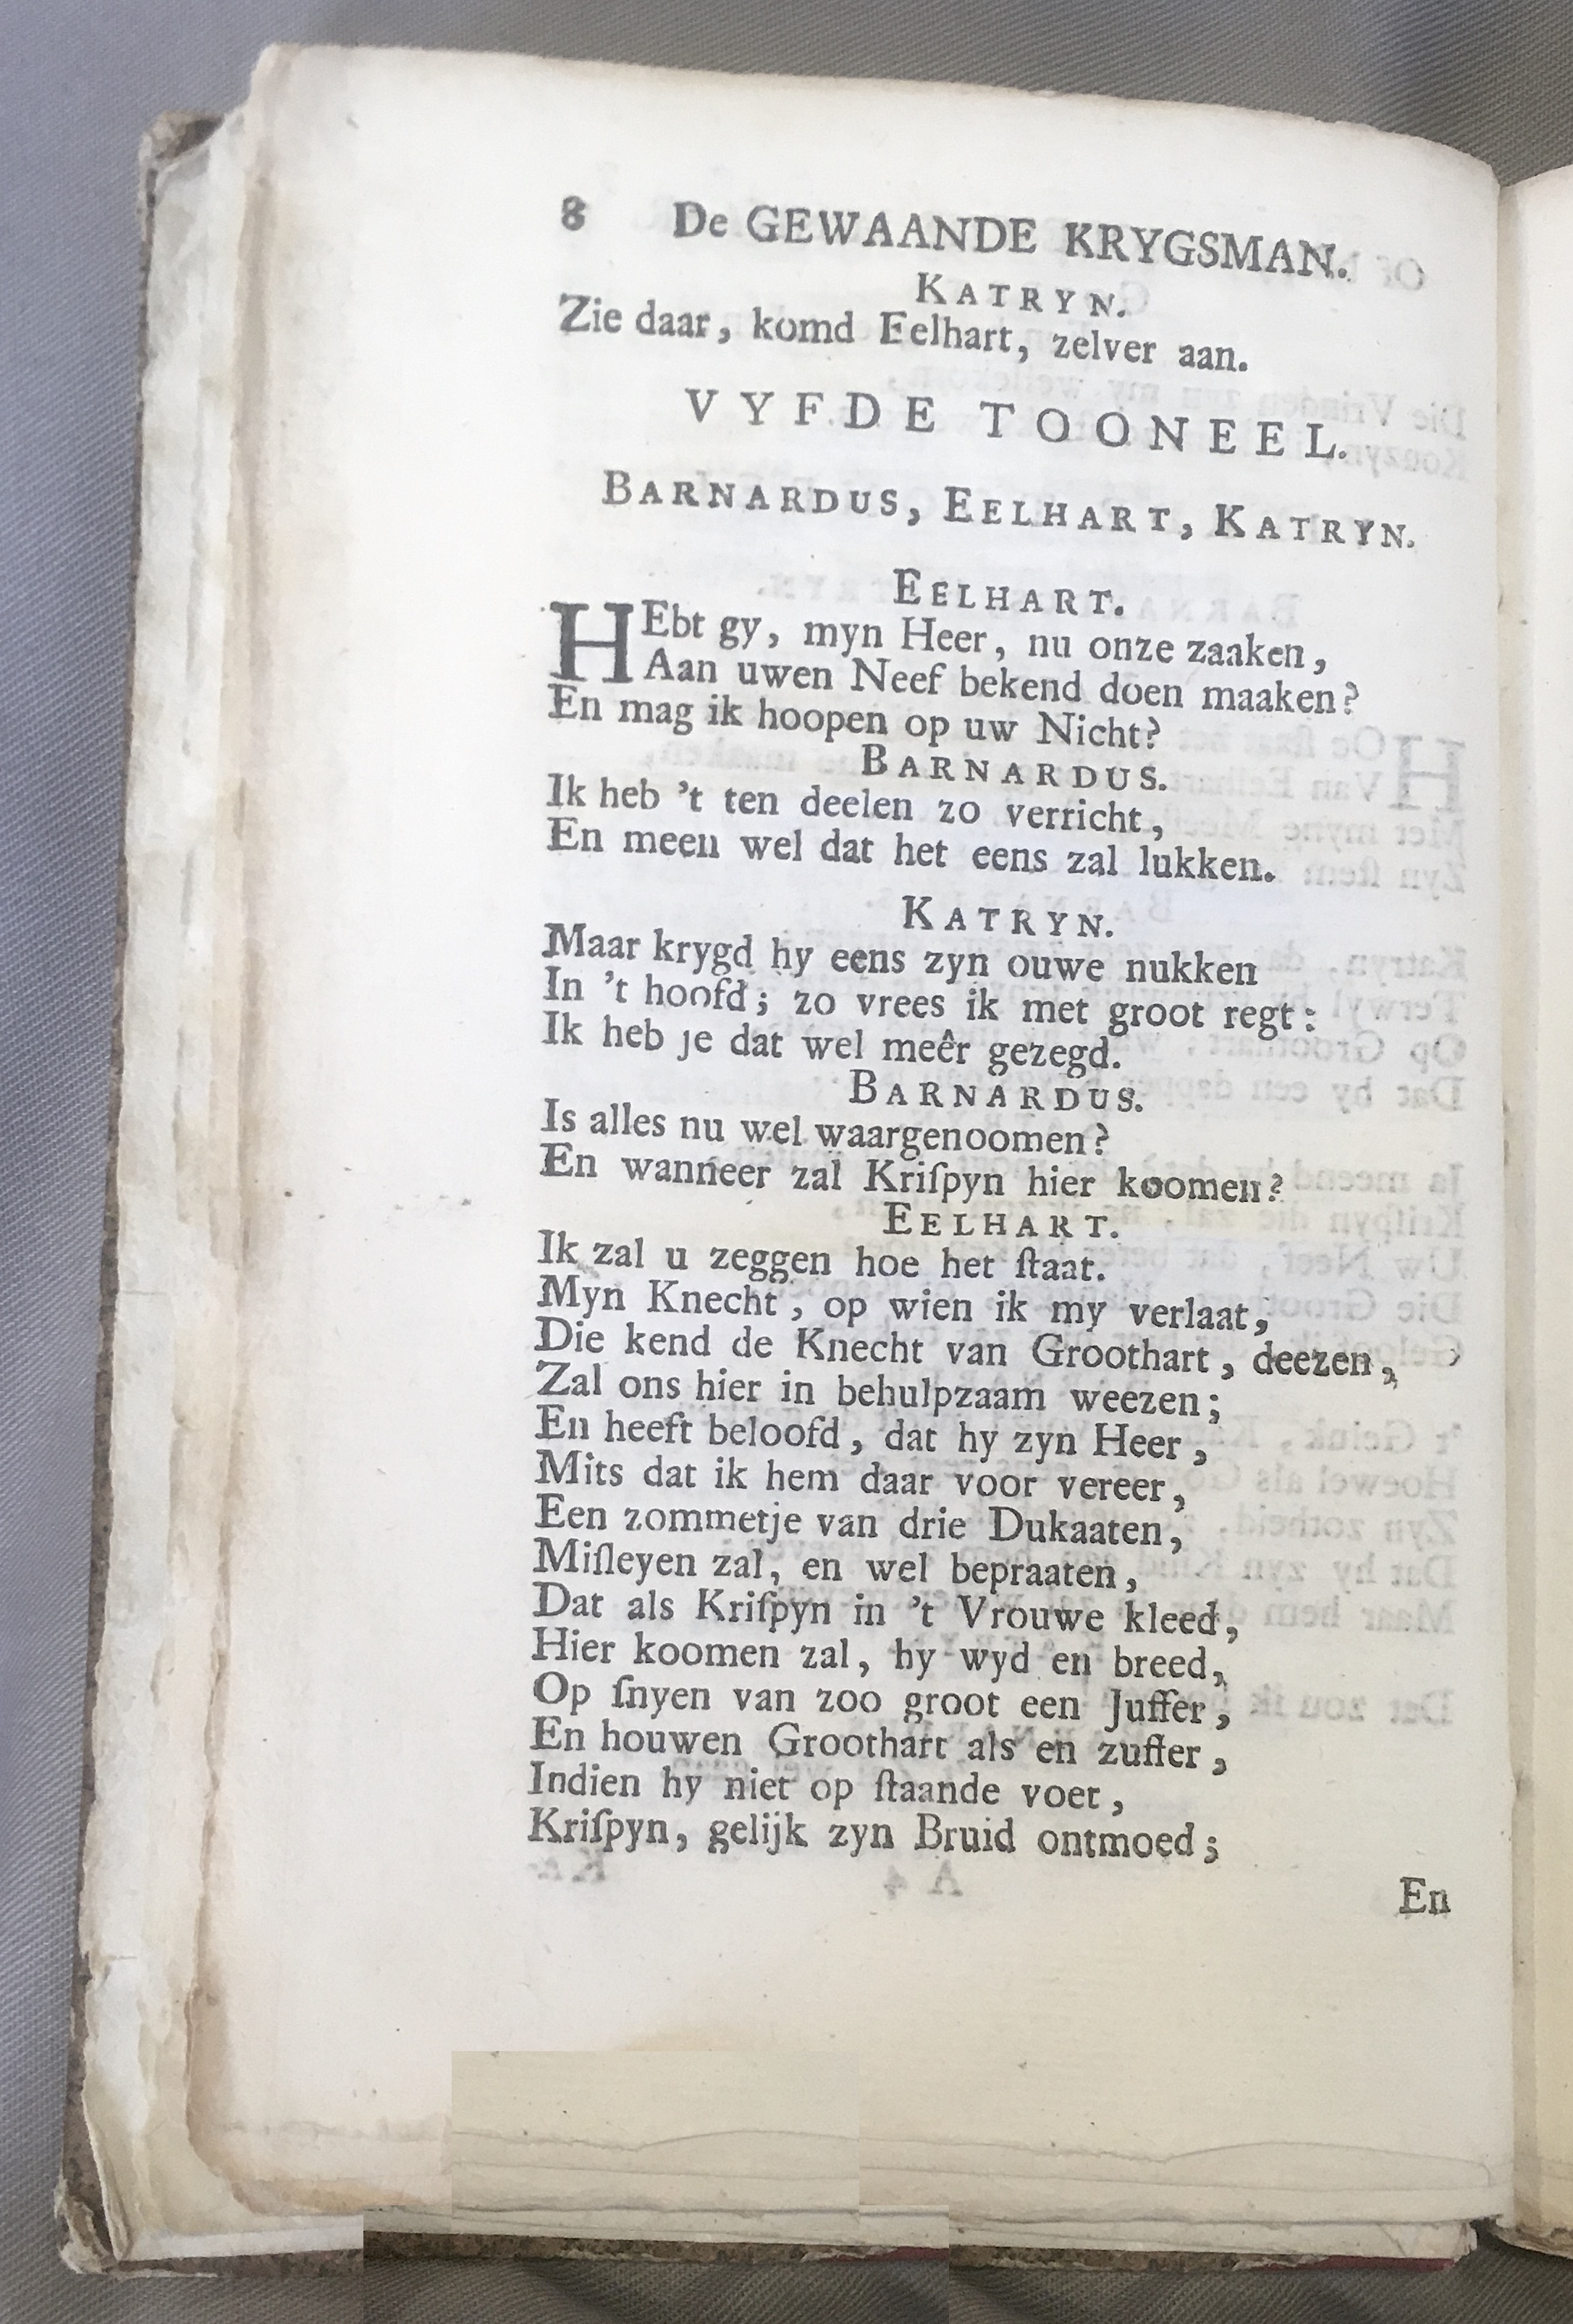 8 De GEWAANDE KRYGSMAN.
KATRYN.
Zie daar, komd Eelhart, zelver aan.
VYFDE TOONEEL.
BARNARDUS, EELHART, KATRYN.
EELHART.
HEbt gy, myn Heer, nu onze zaaken,
Aan uwen Neef bekend doen maaken?
En mag ik hoopen op uw Nicht?
BARNARDUS.
Ik heb 't ten deelen zo verricht,
En meen wel dat het eens zal lukken.
KATRYN.
Maar krygd hy eens zyn ouwe nukken
In 't hoofd; zo vrees ik met groot regt:
Ik heb je dat wel meêr gezegd.
BARNARDUS.
Is alles nu wel waargenoomen?
En wanneer zal Kriſpyn hier koomen?
EELHART.
Ik zal u zeggen hoe het ſtaat.
Myn Knecht, op wien ik my verlaat,
Die kend de Knecht van Groothart, deezen,
Zal ons hier in behulpzaam weezen;
En heeft beloofd, dat hy zyn Heer,
Mits dat ik hem daar voor vereer,
Een zommetje van drie Dukaaten,
Miſleyen zal, en wel bepraaten,
Dat als Kriſpyn in 't Vrouwe kleed,
Hier koomen zal, hy wyd en breed,
Op ſnyen van zoo groot een Juffer,
En houwen Groothart als en zuffer,
Indien hy niet op ſtaande voet,
Kriſpyn, gelijk zyn Bruid ontmoed;
En